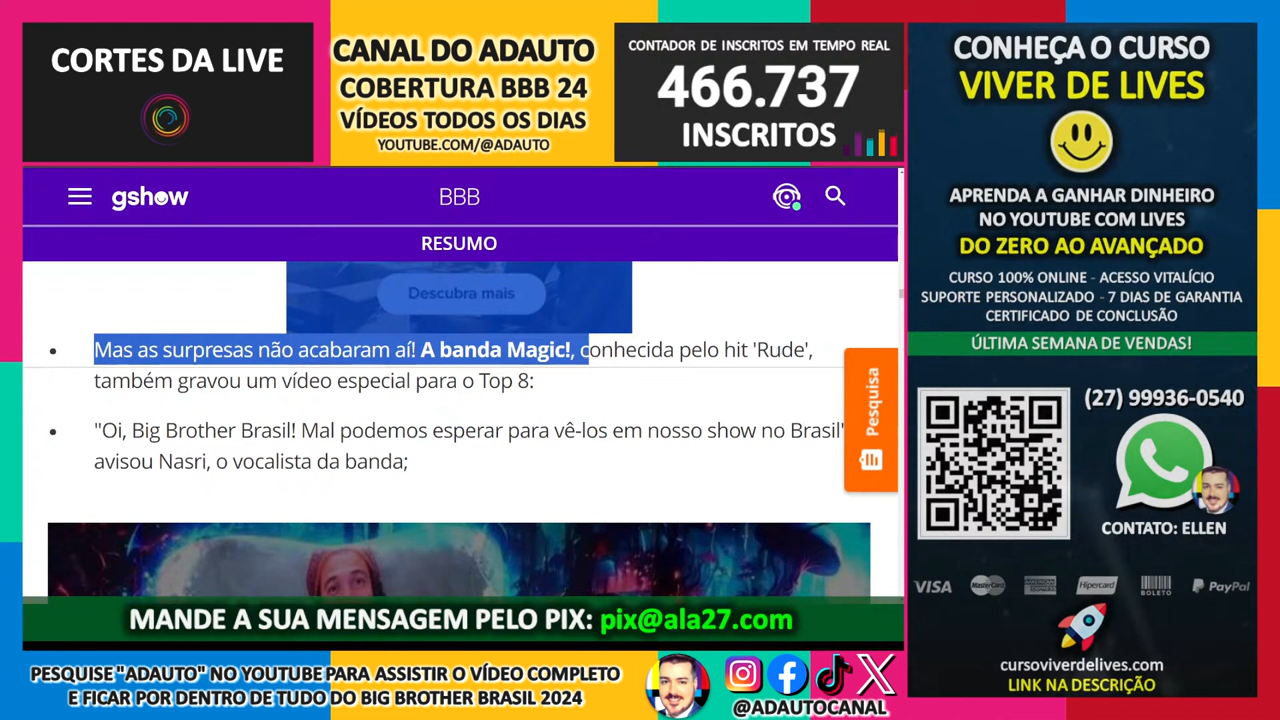 CORTES DA LIVE
CANAL DO ADAUTO
COBERTURA BBB 24
VÍDEOS TODOS OS DIAS
YOUTUBE.COM/@ADAUTO
CONTADOR DE INSCRITOS EM TEMPO REAL
466.737
INSCRITOS
gshow
BBB
RESUMO
Descubra mais
Mas as surpresas não acabaram aí! A banda Magic!, conhecida pelo hit 'Rude',
também gravou um vídeo especial para o Top 8:
"Oi, Big Brother Brasil! Mal podemos esperar para vê-los em nosso show no Brasil"
avisou Nasri, o vocalista da banda;
Pesquisa
MANDE A SUA MENSAGEM PELO PIX: pix@ala27.com
PESQUISE "ADAUTO" NO YOUTUBE PARA ASSISTIR O VÍDEO COMPLETO
E FICAR POR DENTRO DE TUDO DO BIG BROTHER BRASIL 2024
@ADAUTOCANAL
CONHEÇA O CURSO
VIVER DE LIVES
APRENDA A GANHAR DINHEIRO
NO YOUTUBE COM LIVES
DO ZERO AO AVANÇADO
CURSO 100% ONLINE - ACESSO VITALÍCIO
SUPORTE PERSONALIZADO - 7 DIAS DE GARANTIA
CERTIFICADO DE CONCLUSÃO
ÚLTIMA SEMANA DE VENDAS!
(27) 99936-0540
CONTATO: ELLEN
VISA MasterCard AMERICAN EXPRESS Hipercard BOLETO PayPal
cursoviverdelives.com
LINK NA DESCRIÇÃO